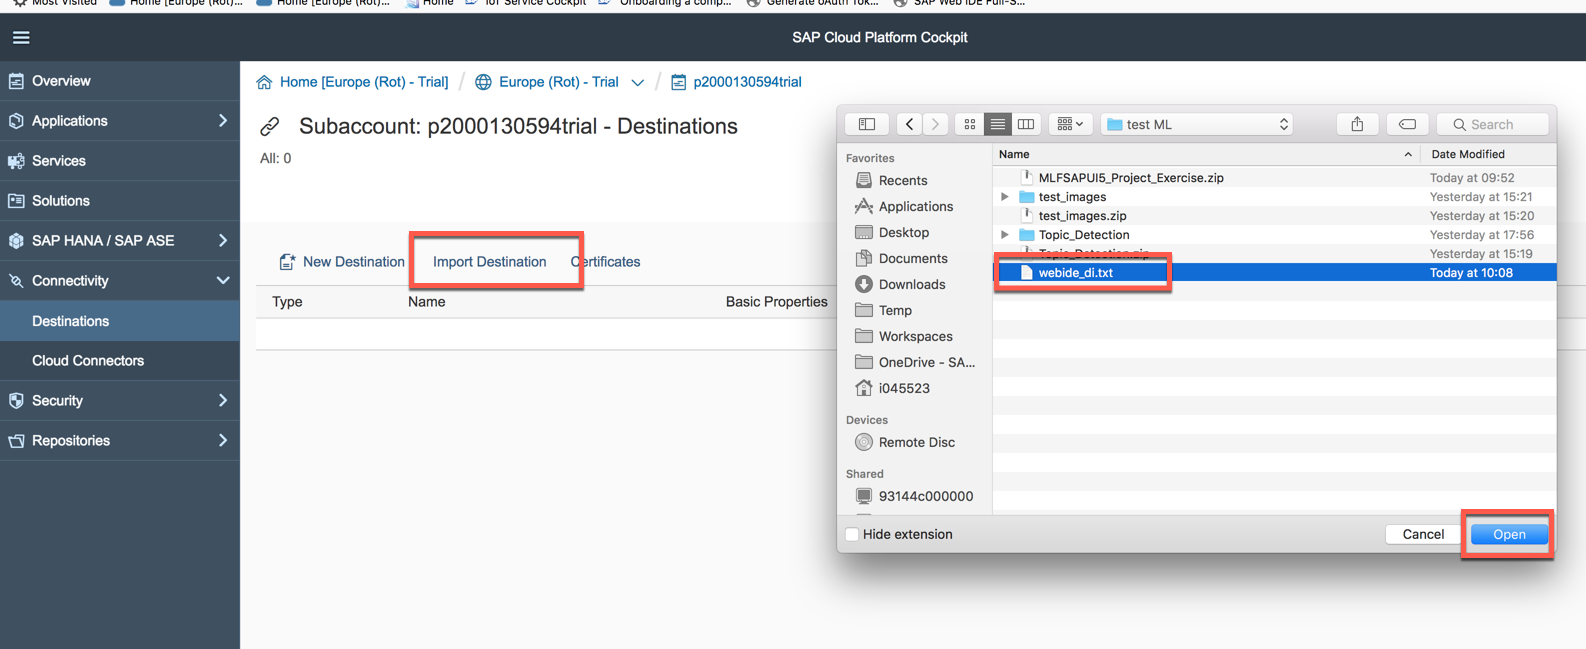 Most Visited Home [Europe (Rot)... Home [Europe (Rot)... Home IoT Service Cockpit Onboarding a comp... Generate oAuth Tok... SAP Web IDE Full-S...
SAP Cloud Platform Cockpit
Overview
Applications
Services
Solutions
SAP HANA / SAP ASE
Connectivity
Destinations
Cloud Connectors
Security
Repositories
Home [Europe (Rot) - Trial] / Europe (Rot) - Trial / p2000130594trial
Subaccount: p2000130594trial - Destinations
All: 0
New Destination Import Destination Certificates
Type Name Basic Properties
test ML Search
Favorites
Recents
Applications
Desktop
Documents
Downloads
Temp
Workspaces
OneDrive - SA...
i045523
Devices
Remote Disc
Shared
93144c000000
Name Date Modified
MLFSAPUI5_Project_Exercise.zip Today at 09:52
test_images Yesterday at 15:21
test_images.zip Yesterday at 15:20
Topic_Detection Yesterday at 17:56
Topic_Detection.zip Yesterday at 15:19
webide_di.txt Today at 10:08
Hide extension Cancel Open